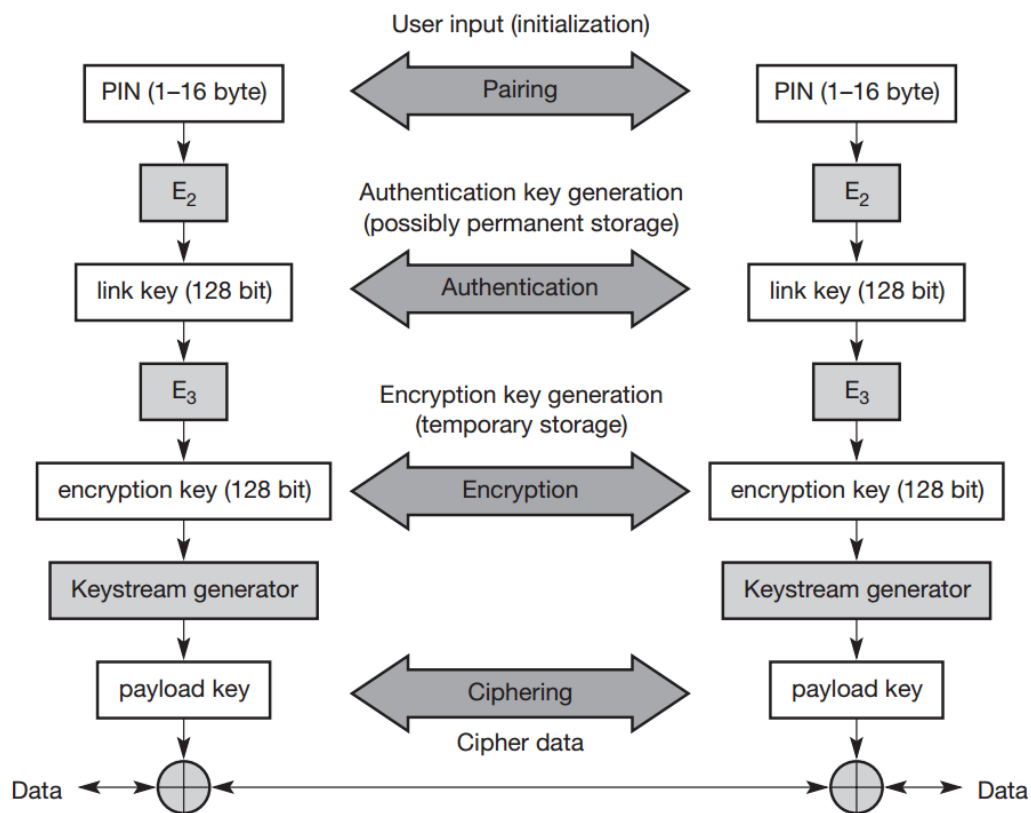 User input (initialization)
PIN (1–16 byte)
Pairing
PIN (1–16 byte)
E2
Authentication key generation
(possibly permanent storage)
E2
link key (128 bit)
Authentication
link key (128 bit)
E3
Encryption key generation
(temporary storage)
E3
encryption key (128 bit)
Encryption
encryption key (128 bit)
Keystream generator
Keystream generator
payload key
Ciphering
payload key
Cipher data
Data
Data